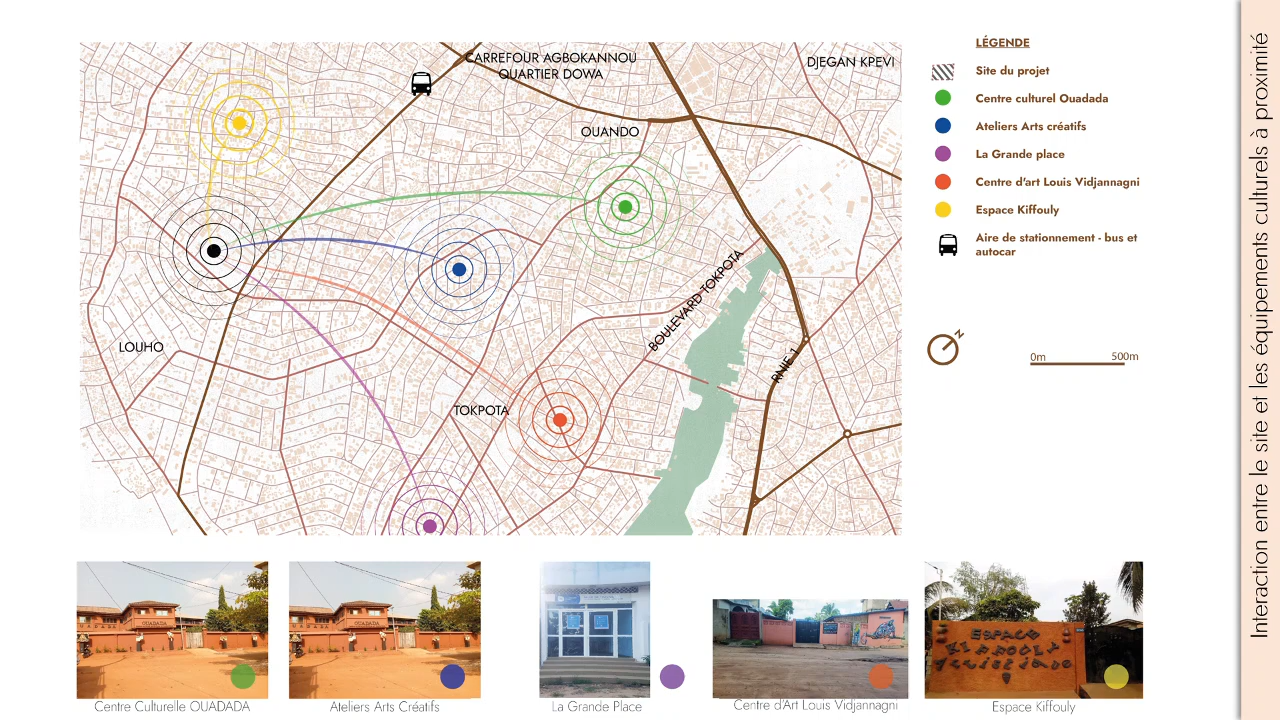 CARREFOUR AGBOKANNOU
QUARTIER DOWA
DJEGAN KPEVI
OUANDO
BOULEVARD TOKPOTA
RNIE 1
LOUHO
TOKPOTA
LÉGENDE
Site du projet
Centre culturel Ouadada
Ateliers Arts créatifs
La Grande place
Centre d'art Louis Vidjannagni
Espace Kiffouly
Aire de stationnement - bus et
autocar
N
0m 500m
Interaction entre le site et les équipements culturels à proximité
OUADADA
OUADADA
ESPACE
KIFFOULY
Centre Culturelle OUADADA
Ateliers Arts Créatifs
La Grande Place
Centre d'Art Louis Vidjannagni
Espace Kiffouly